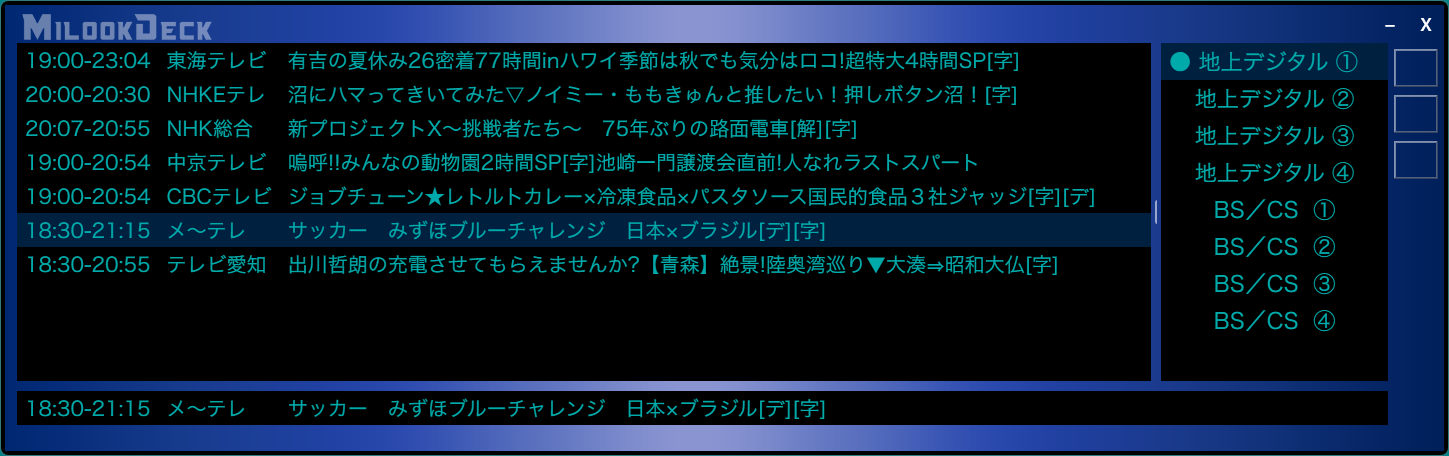 MILOOKDECK
– X
19:00-23:04 東海テレビ 有吉の夏休み26密着77時間inハワイ季節は秋でも気分はロコ!超特大4時間SP[字]
20:00-20:30 NHKEテレ 沼にハマってきいてみた▽ノイミー・ももきゅんと推したい！押しボタン沼！[字]
20:07-20:55 NHK総合 新プロジェクトX〜挑戦者たち〜　75年ぶりの路面電車[解][字]
19:00-20:54 中京テレビ 嗚呼!!みんなの動物園2時間SP[字]池崎一門譲渡会直前!人なれラストスパート
19:00-20:54 CBCテレビ ジョブチューン★レトルトカレー×冷凍食品×パスタソース国民的食品３社ジャッジ[字][デ]
18:30-21:15 メ〜テレ サッカー　みずほブルーチャレンジ　日本×ブラジル[デ][字]
18:30-20:55 テレビ愛知 出川哲朗の充電させてもらえませんか?【青森】絶景!陸奥湾巡り▼大湊⇒昭和大仏[字]
● 地上デジタル ①
地上デジタル ②
地上デジタル ③
地上デジタル ④
BS／CS ①
BS／CS ②
BS／CS ③
BS／CS ④
18:30-21:15 メ〜テレ サッカー　みずほブルーチャレンジ　日本×ブラジル[デ][字]